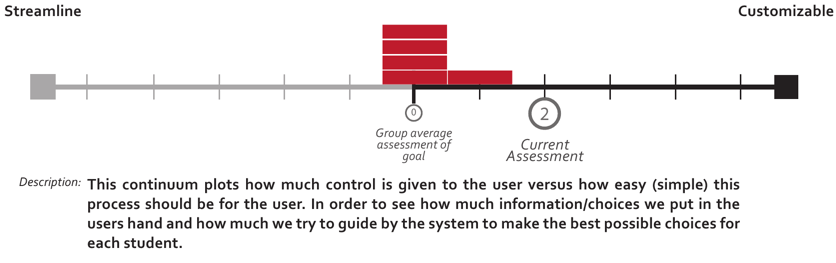 Streamline
Customizable
0
2
Group average
assessment of
goal
Current
Assessment
Description:
This continuum plots how much control is given to the user versus how easy (simple) this
process should be for the user. In order to see how much information/choices we put in the
users hand and how much we try to guide by the system to make the best possible choices for
each student.